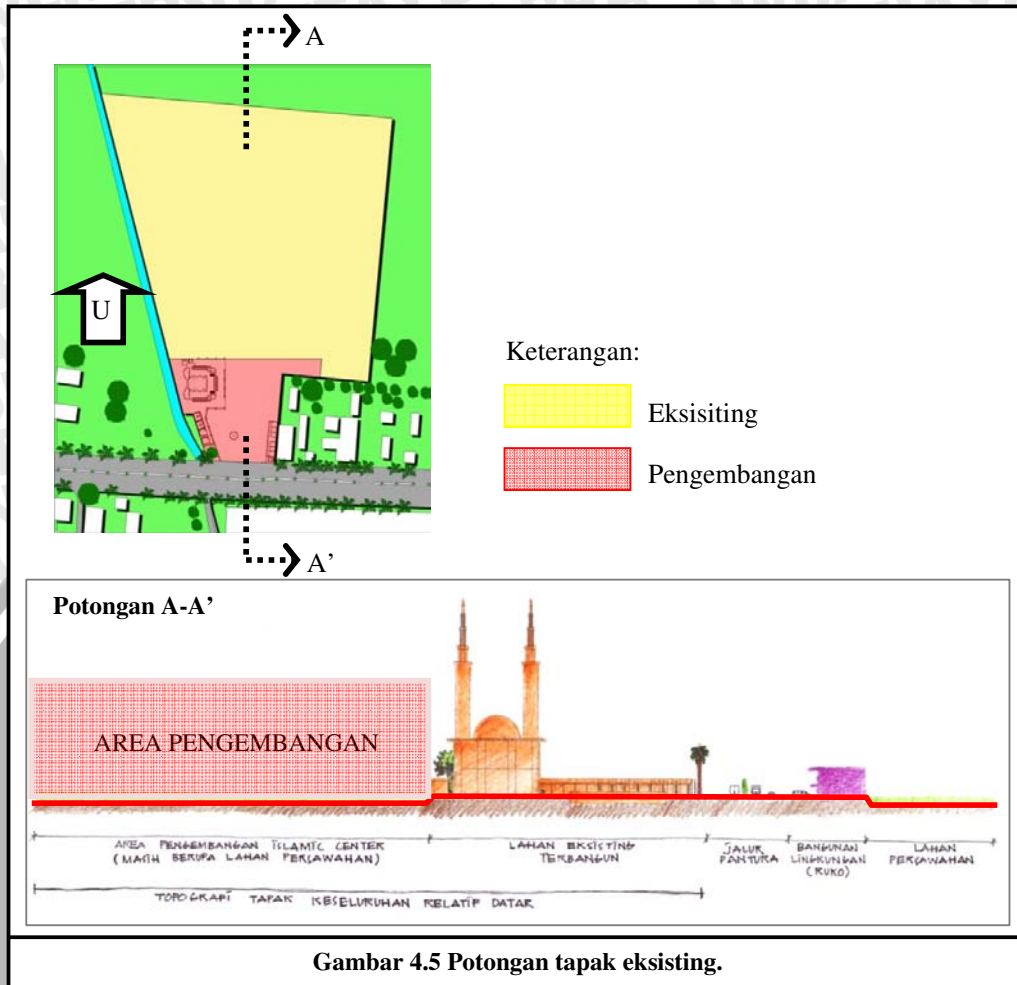 A
U
Keterangan:
Eksisiting
Pengembangan
A’
Potongan A-A’
AREA PENGEMBANGAN
AREA PENGEMBANGAN ISLAMIC CENTER
(MASIH BERUPA LAHAN PERSAWAHAN)
LAHAN EKSISTING
TERBANGUN
JALUR
PANTURA
BANGUNAN
LINGKUNGAN
(RUKO)
LAHAN
PERSAWAHAN
TOPOGRAFI TAPAK KESELURUHAN RELATIF DATAR
Gambar 4.5 Potongan tapak eksisting.